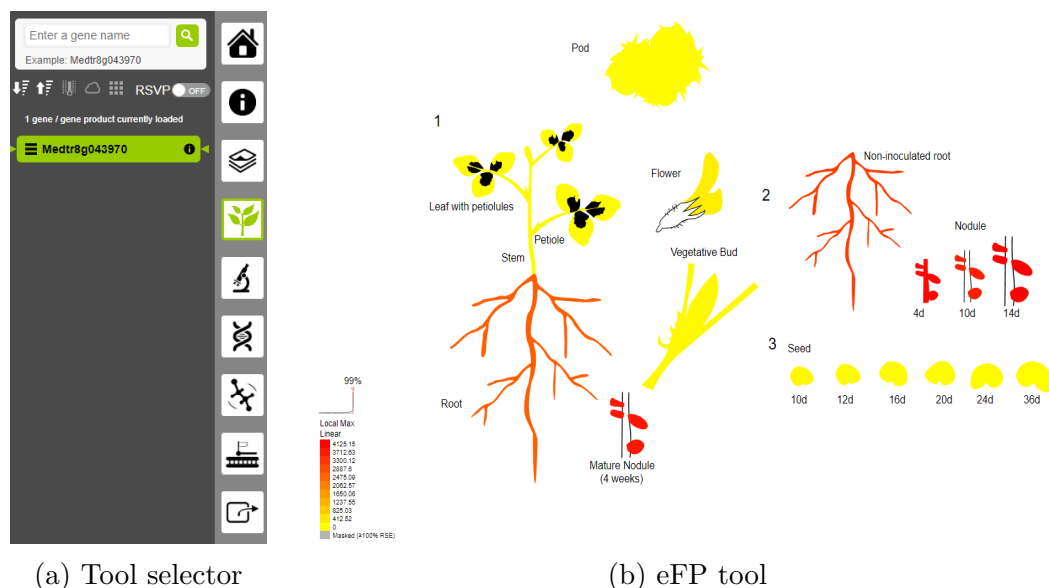 Enter a gene name
Example: Medtr8g043970
RSVP OFF
1 gene / gene product currently loaded
Medtr8g043970
(a) Tool selector
Pod
1
Leaf with petiolules
Petiole
Stem
Root
Flower
Vegetative Bud
Mature Nodule
(4 weeks)
2
Non-inoculated root
Nodule
4d 10d 14d
3 Seed
10d 12d 16d 20d 24d 36d
99%
Local Max
Linear
4125.15
3712.63
3300.12
2887.6
2475.09
2062.57
1650.06
1237.55
825.03
412.52
0
Masked (≥100% RSE)
(b) eFP tool